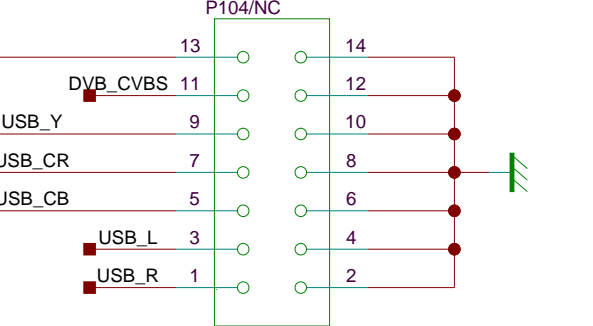 P104/NC
13 14
DVB_CVBS 11 12
USB_Y 9 10
USB_CR 7 8
USB_CB 5 6
USB_L 3 4
USB_R 1 2